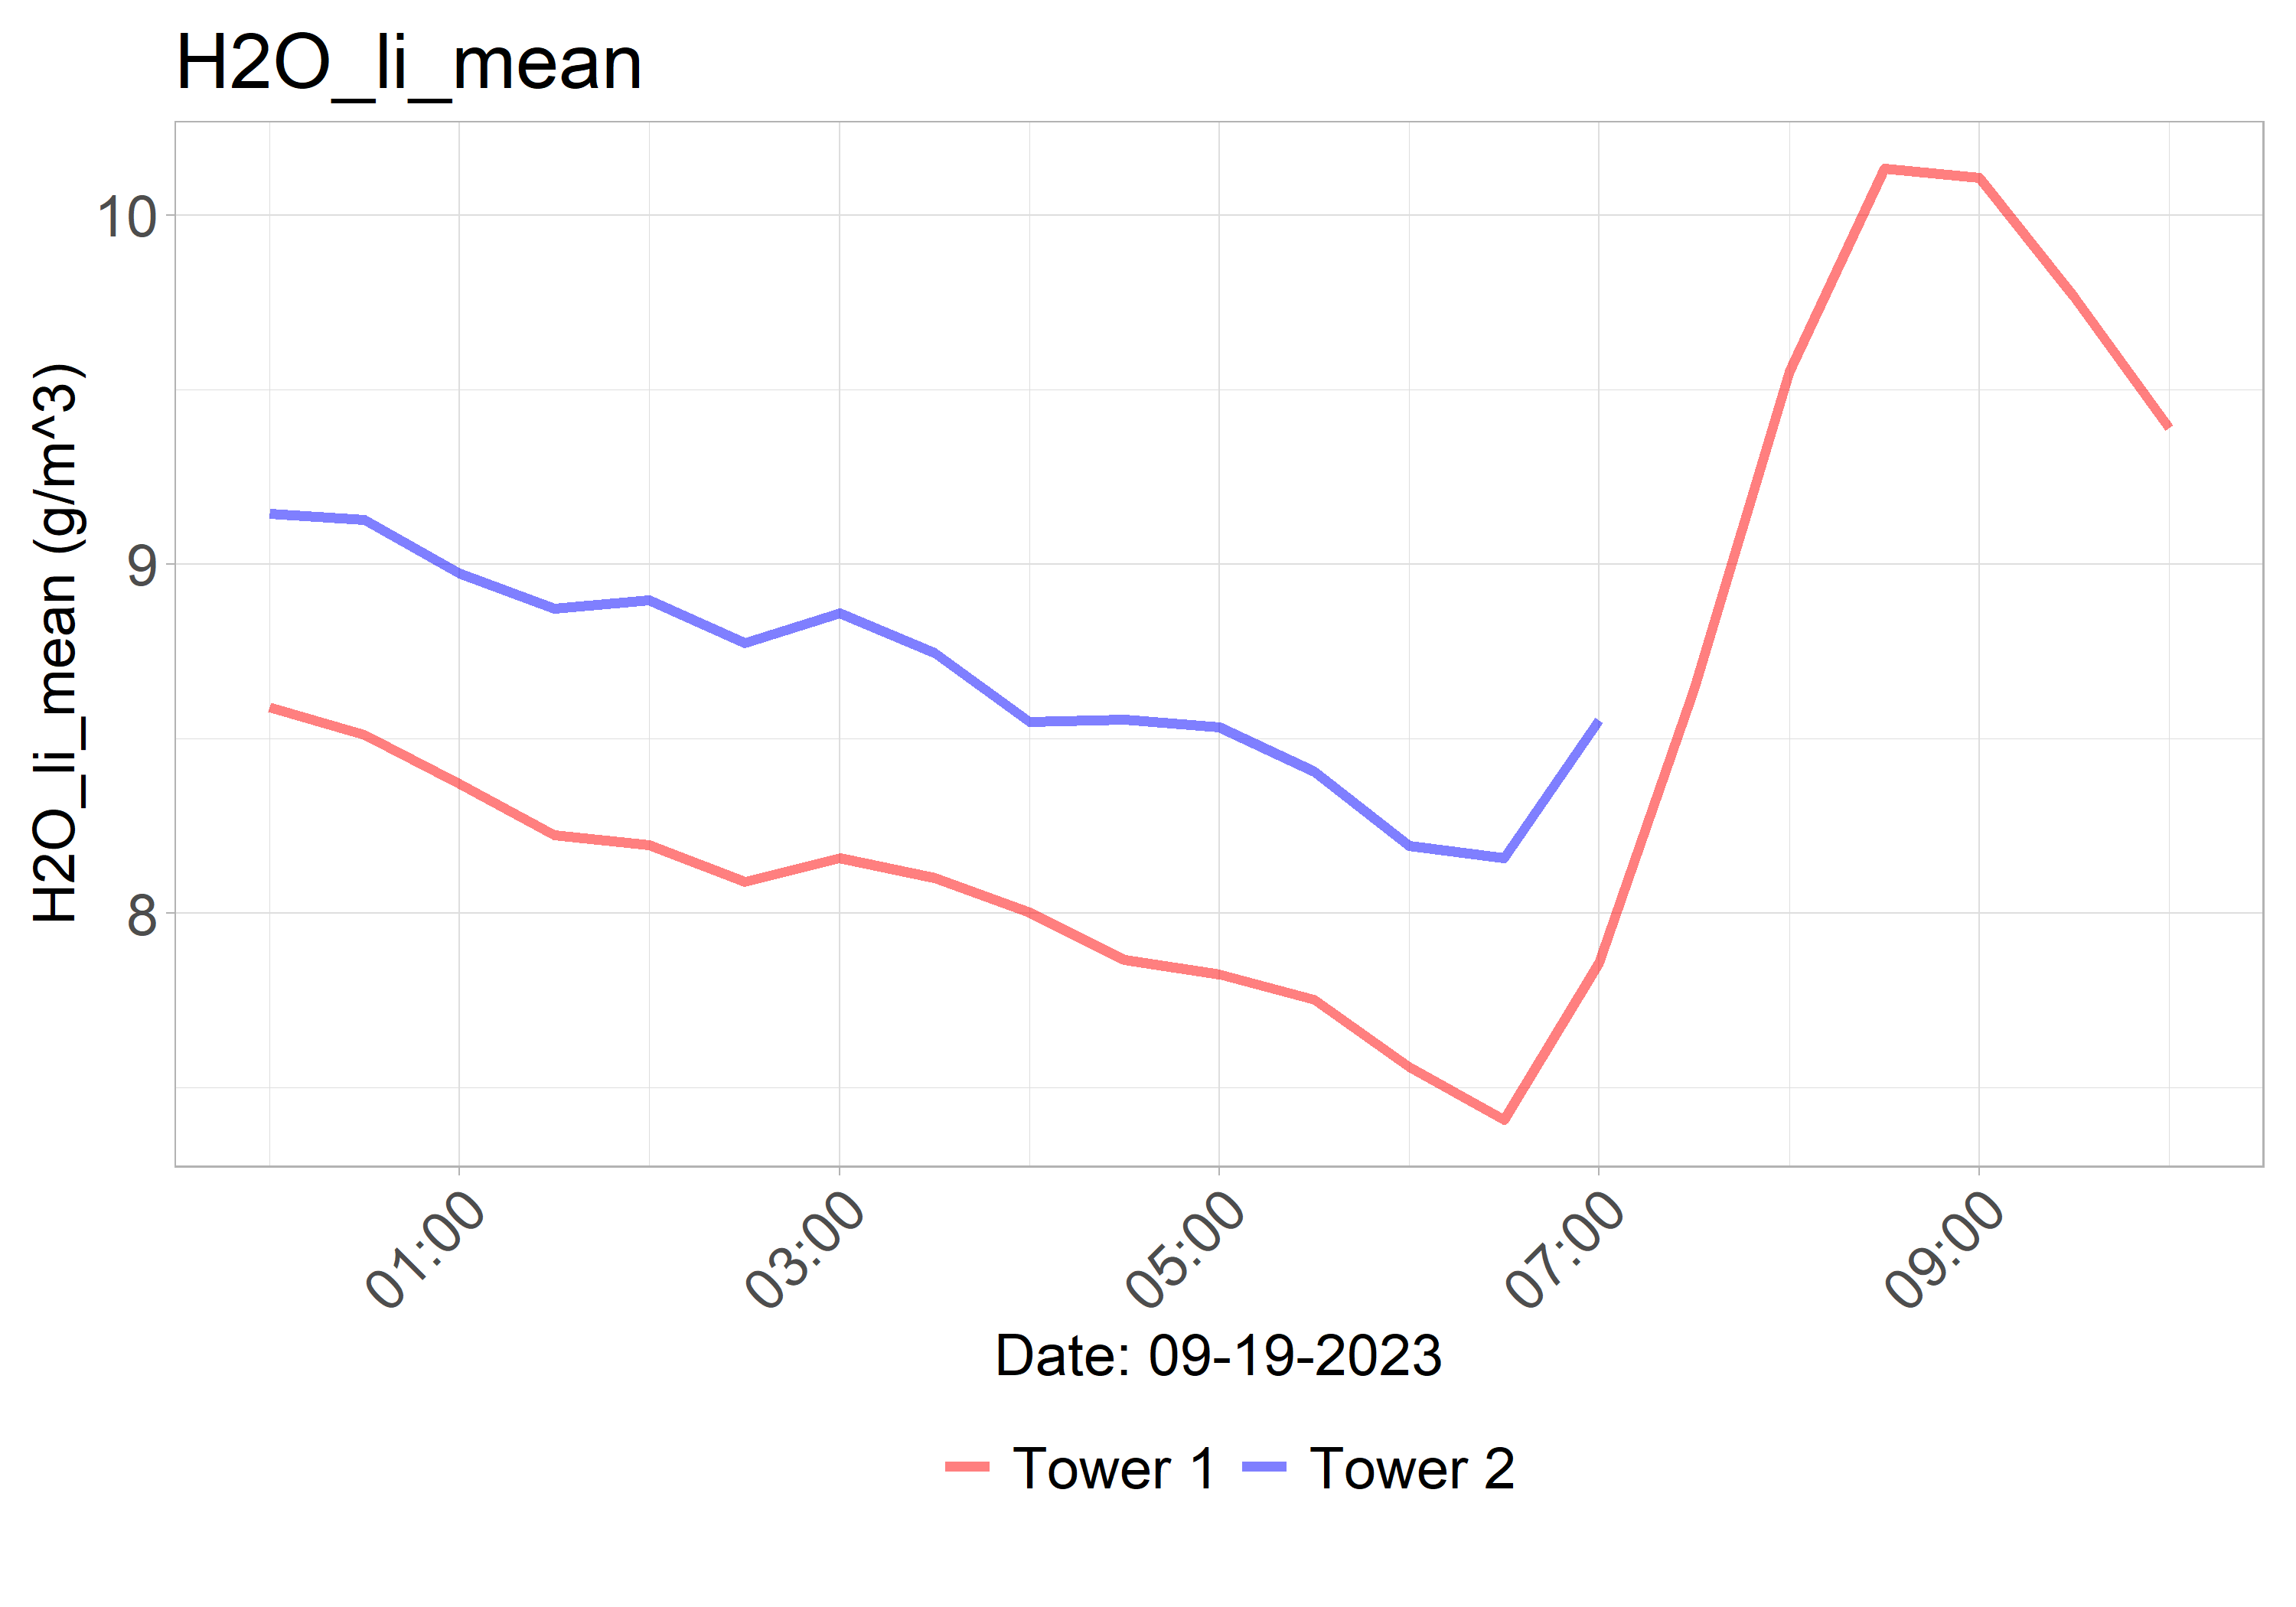 H2O_li_mean
H2O_li_mean (g/m^3)
10
9
8
01:00 03:00 05:00 07:00 09:00
Date: 09-19-2023
Tower 1 Tower 2